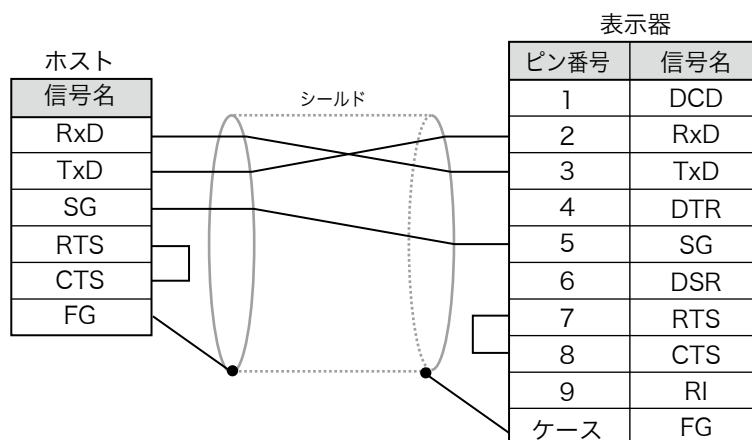 表示器
ホスト
ピン番号 信号名
信号名
シールド
1 DCD
RxD
2 RxD
TxD
3 TxD
SG
4 DTR
RTS
5 SG
CTS
6 DSR
FG
7 RTS
8 CTS
9 RI
ケース FG